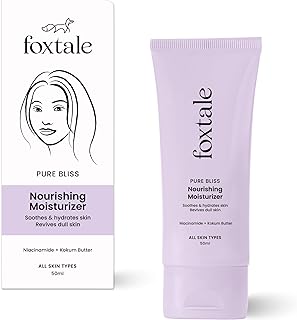 foxtale
PURE BLISS
Nourishing
Moisturizer
Soothes & hydrates skin
Revives dull skin
Niacinamide + Kokum Butter
ALL SKIN TYPES
50ml
foxtale
PURE BLISS
Nourishing
Moisturizer
Soothes & hydrates skin
Revives dull skin
Niacinamide + Kokum Butter
ALL SKIN TYPES
50ml